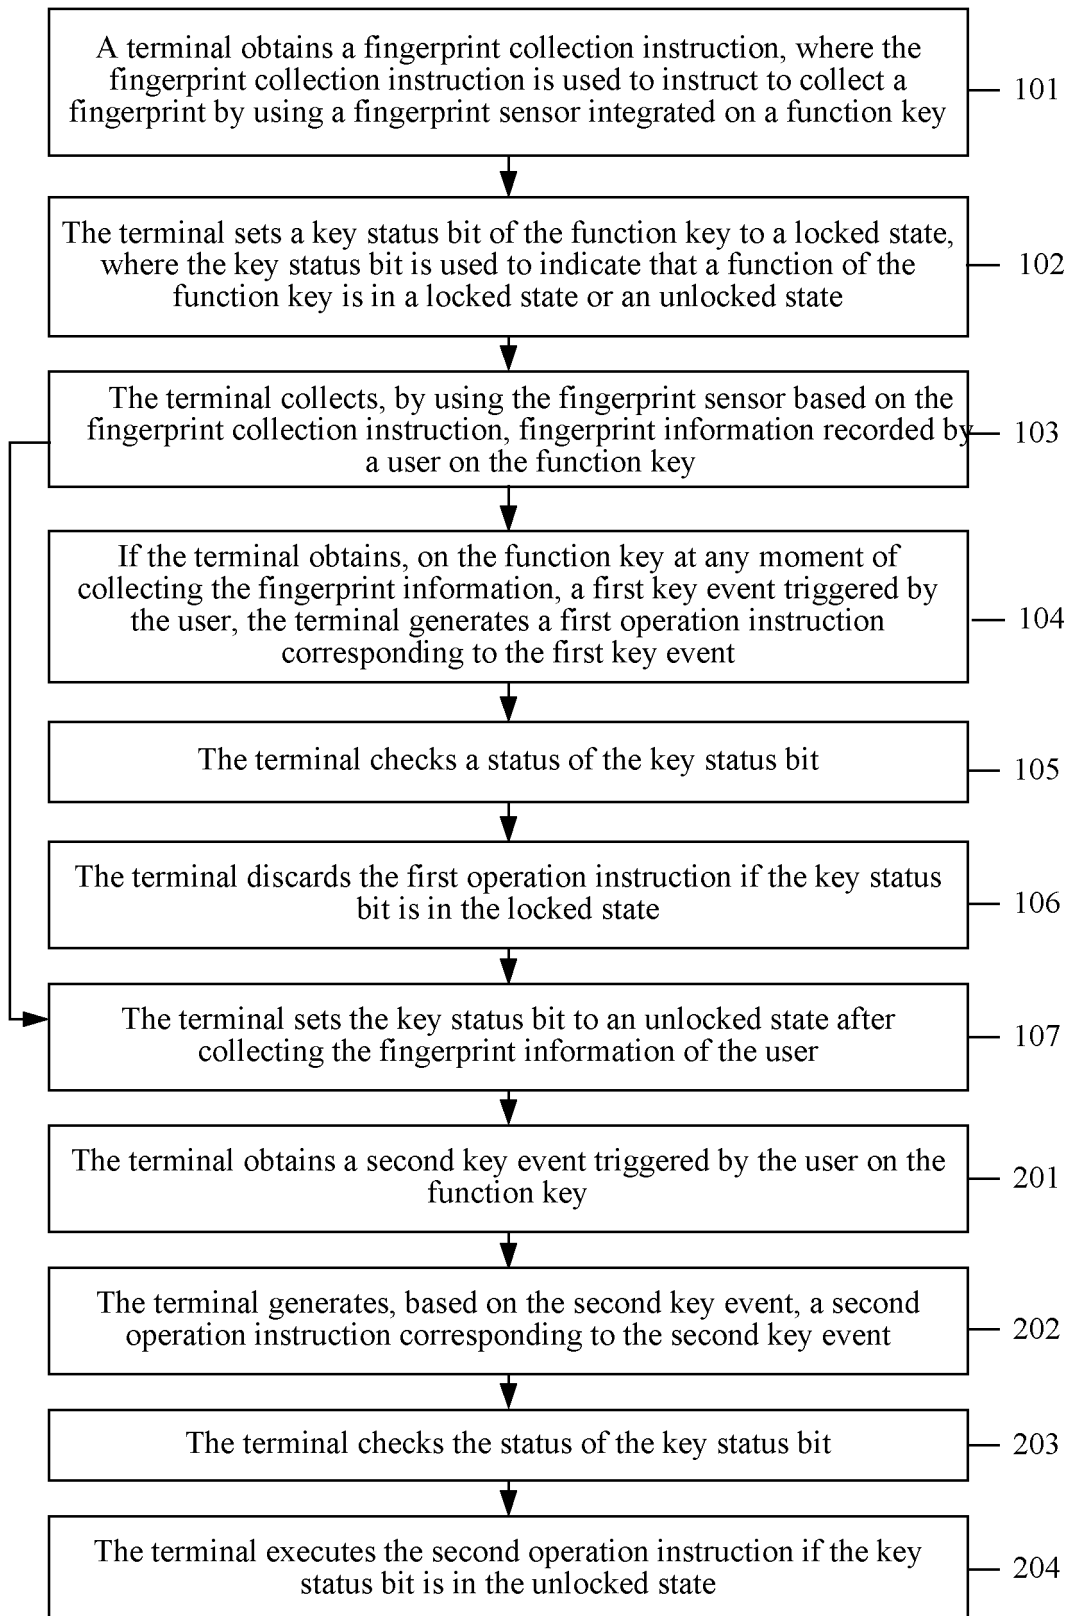 A terminal obtains a fingerprint collection instruction, where the
fingerprint collection instruction is used to instruct to collect a
fingerprint by using a fingerprint sensor integrated on a function key
101
The terminal sets a key status bit of the function key to a locked state,
where the key status bit is used to indicate that a function of the
function key is in a locked state or an unlocked state
102
The terminal collects, by using the fingerprint sensor based on the
fingerprint collection instruction, fingerprint information recorded by
a user on the function key
103
If the terminal obtains, on the function key at any moment of
collecting the fingerprint information, a first key event triggered by
the user, the terminal generates a first operation instruction
corresponding to the first key event
104
The terminal checks a status of the key status bit
105
The terminal discards the first operation instruction if the key status
bit is in the locked state
106
The terminal sets the key status bit to an unlocked state after
collecting the fingerprint information of the user
107
The terminal obtains a second key event triggered by the user on the
function key
201
The terminal generates, based on the second key event, a second
operation instruction corresponding to the second key event
202
The terminal checks the status of the key status bit
203
The terminal executes the second operation instruction if the key
status bit is in the unlocked state
204